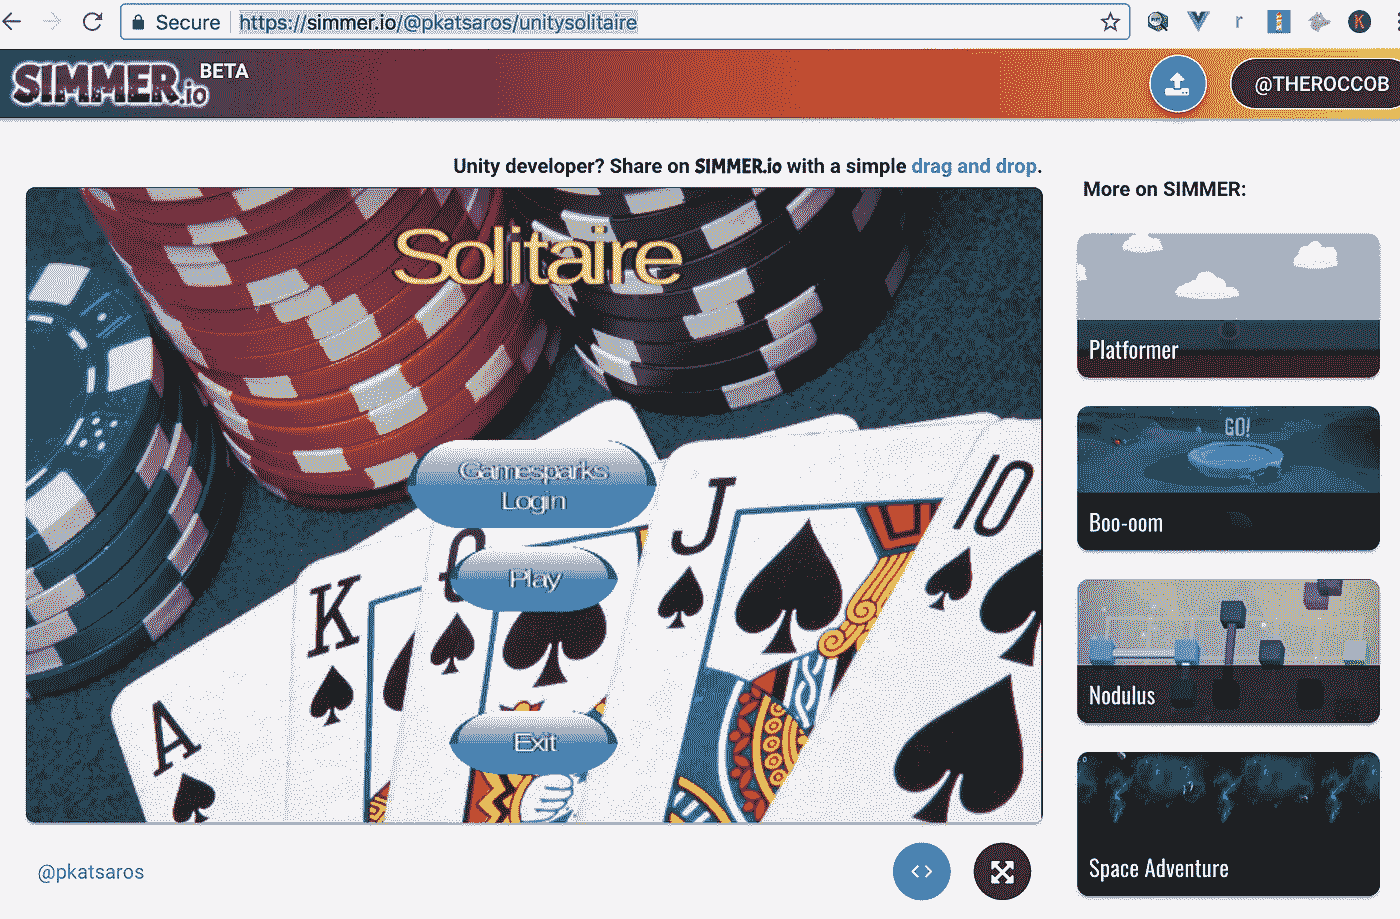 Secure https://simmer.io/@pkatsaros/unitysolitaire
r
K
SIMMER.io BETA
@THEROCCOB
Unity developer? Share on SIMMER.io with a simple drag and drop.
More on SIMMER:
Solitaire
Platformer
GO!
Boo-oom
Gamesparks
Login
Play
Exit
A
K
Q
J
10
Nodulus
Space Adventure
@pkatsaros
<>